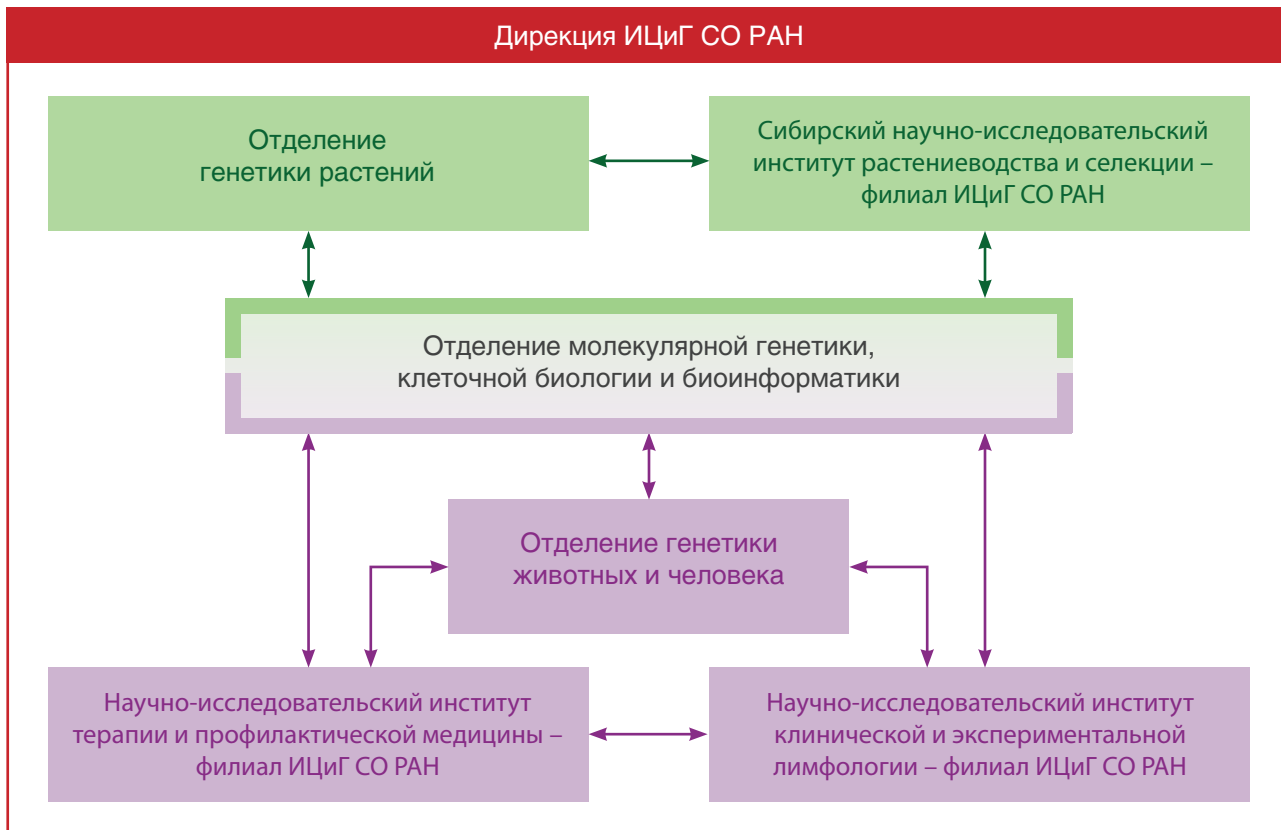 Дирекция ИЦиГ СО РАН
Отделение
генетики растений
Сибирский научно-исследовательский
институт растениеводства и селекции –
филиал ИЦиГ СО РАН
Отделение молекулярной генетики,
клеточной биологии и биоинформатики
Отделение генетики
животных и человека
Научно-исследовательский институт
терапии и профилактической медицины –
филиал ИЦиГ СО РАН
Научно-исследовательский институт
клинической и экспериментальной
лимфологии – филиал ИЦиГ СО РАН